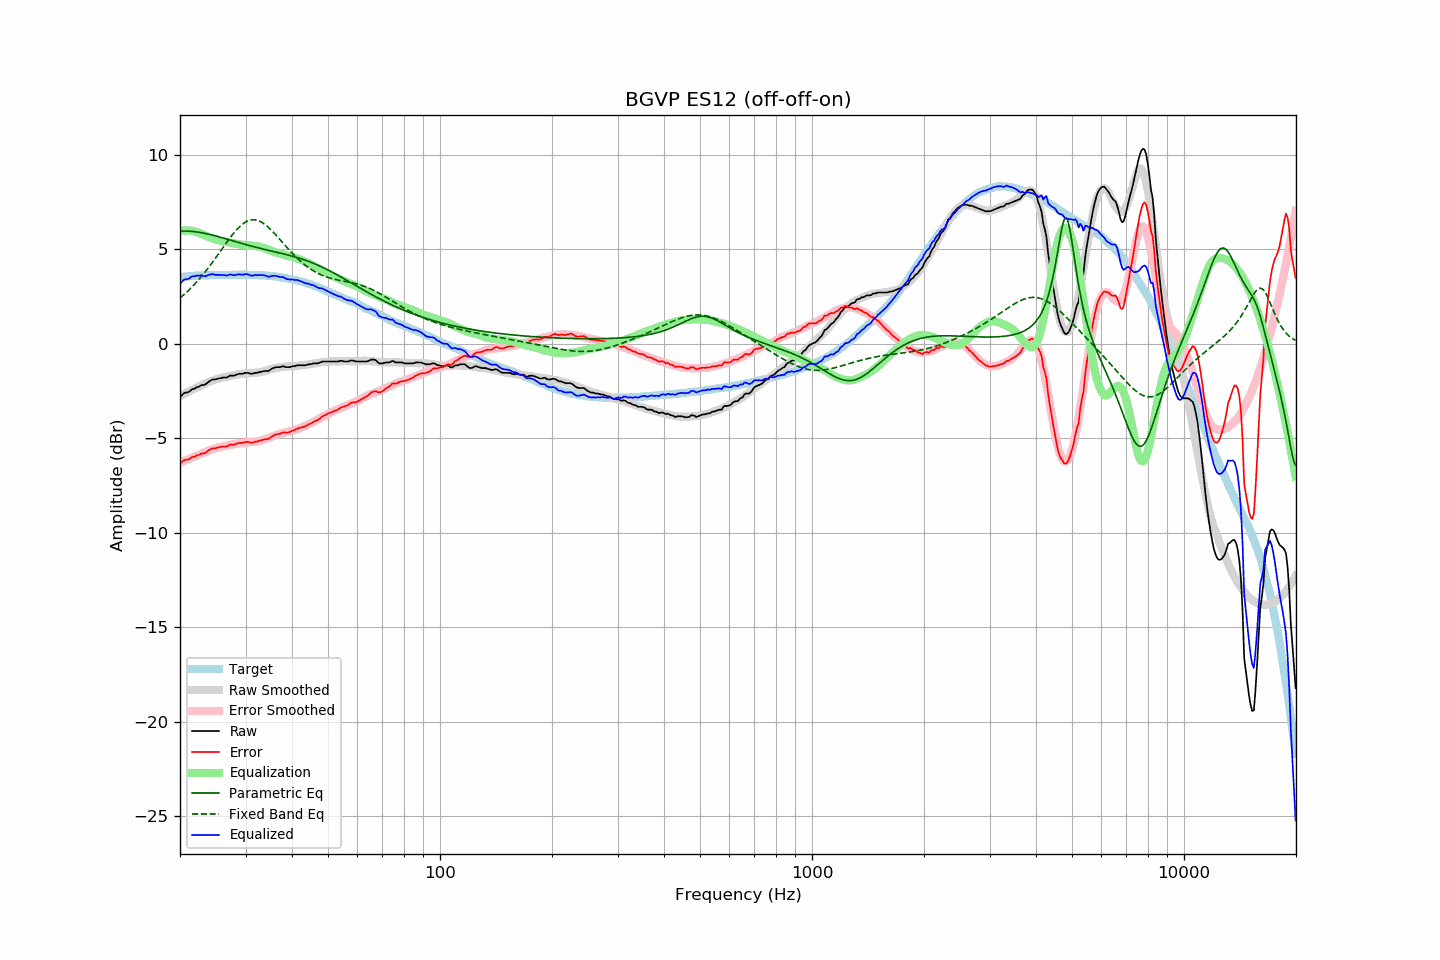 BGVP ES12 (off-off-on)
10
5
0
−5
−10
−15
−20
−25
Amplitude (dBr)
Target
Raw Smoothed
Error Smoothed
Raw
Error
Equalization
Parametric Eq
Fixed Band Eq
Equalized
100
1000
10000
Frequency (Hz)